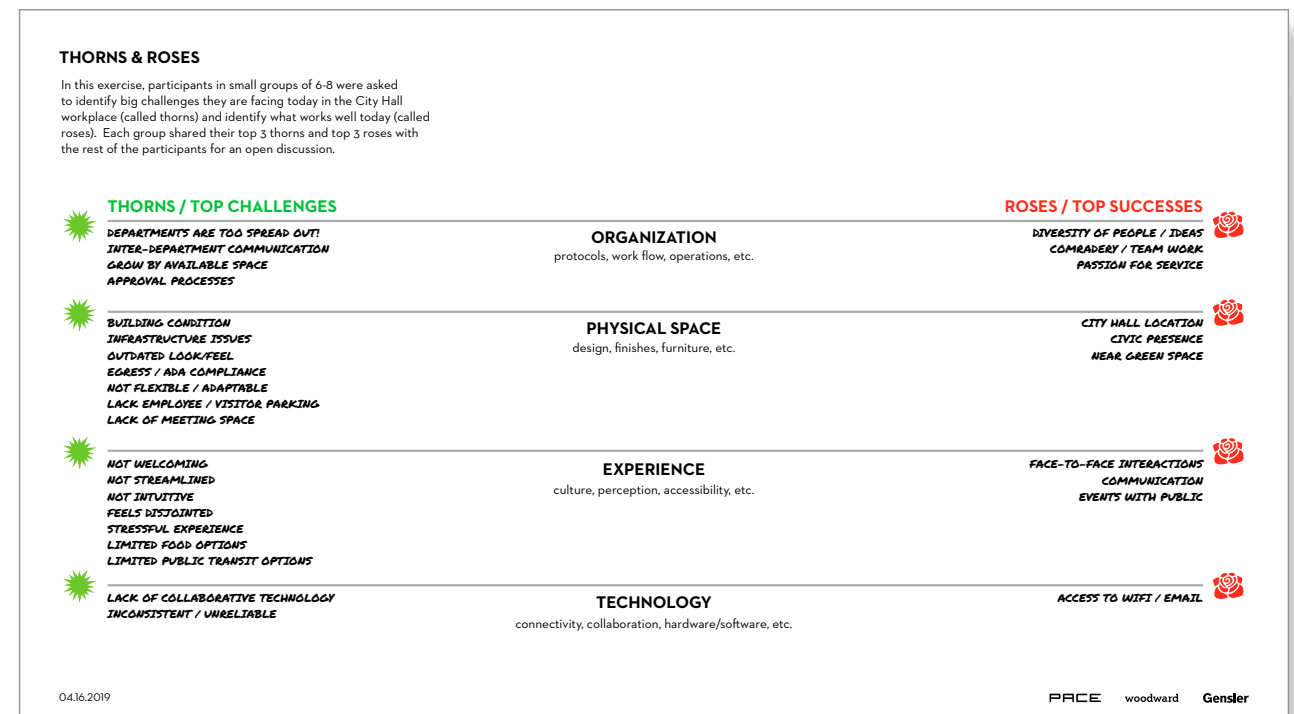 THORNS & ROSES
In this exercise, participants in small groups of 6-8 were asked
to identify big challenges they are facing today in the City Hall
workplace (called thorns) and identify what works well today (called
roses). Each group shared their top 3 thorns and top 3 roses with
the rest of the participants for an open discussion.
THORNS / TOP CHALLENGES
ROSES / TOP SUCCESSES
DEPARTMENTS ARE TOO SPREAD OUT!
INTER-DEPARTMENT COMMUNICATION
GROW BY AVAILABLE SPACE
APPROVAL PROCESSES
ORGANIZATION
protocols, work flow, operations, etc.
DIVERSITY OF PEOPLE / IDEAS
COMRADERY / TEAM WORK
PASSION FOR SERVICE
BUILDING CONDITION
INFRASTRUCTURE ISSUES
OUTDATED LOOK/FEEL
EGRESS / ADA COMPLIANCE
NOT FLEXIBLE / ADAPTABLE
LACK EMPLOYEE / VISITOR PARKING
LACK OF MEETING SPACE
PHYSICAL SPACE
design, finishes, furniture, etc.
CITY HALL LOCATION
CIVIC PRESENCE
NEAR GREEN SPACE
NOT WELCOMING
NOT STREAMLINED
NOT INTUITIVE
FEELS DISJOINTED
STRESSFUL EXPERIENCE
LIMITED FOOD OPTIONS
LIMITED PUBLIC TRANSIT OPTIONS
EXPERIENCE
culture, perception, accessibility, etc.
FACE-TO-FACE INTERACTIONS
COMMUNICATION
EVENTS WITH PUBLIC
LACK OF COLLABORATIVE TECHNOLOGY
INCONSISTENT / UNRELIABLE
TECHNOLOGY
connectivity, collaboration, hardware/software, etc.
ACCESS TO WIFI / EMAIL
04.16.2019
PACE woodward Gensler